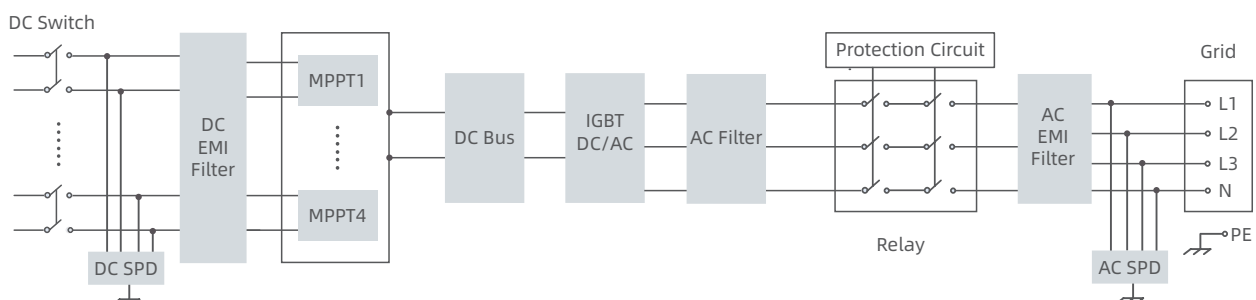 DC Switch
DC
EMI
Filter
DC SPD
MPPT1
MPPT4
DC Bus
IGBT
DC/AC
AC Filter
Protection Circuit
Relay
AC
EMI
Filter
AC SPD
Grid
L1
L2
L3
N
PE